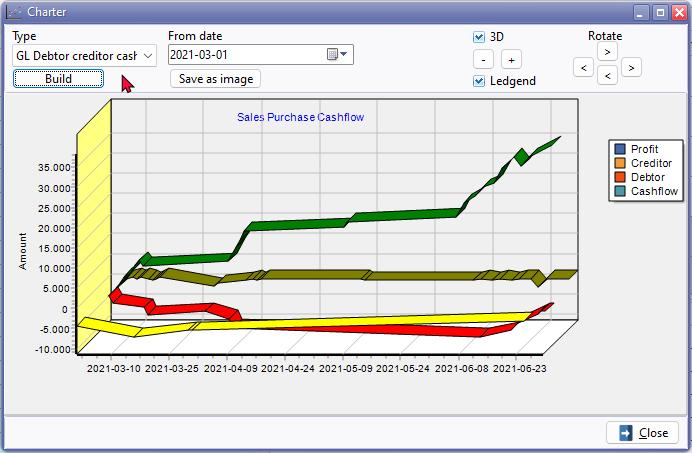 Charter
Type
From date
3D
Rotate
GL Debtor creditor cash
2021-03-01
- +
>
< >
<
Build
Save as image
Ledgend
Sales Purchase Cashflow
Profit
Creditor
Debtor
Cashflow
Amount
35.000
30.000
25.000
20.000
15.000
10.000
5.000
0
-5.000
-10.000
2021-03-10 2021-03-25 2021-04-09 2021-04-24 2021-05-09 2021-05-24 2021-06-08 2021-06-23
Close